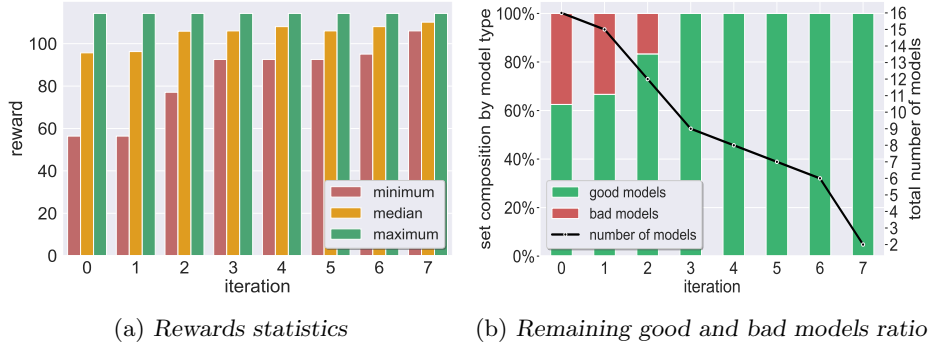 reward
100
80
60
40
20
0
0 1 2 3 4 5 6 7
iteration
minimum
median
maximum
(a) Rewards statistics
set composition by model type
100%
80%
60%
40%
20%
0%
0 1 2 3 4 5 6 7
iteration
good models
bad models
number of models
16
15
14
13
12
11
10
9
8
7
6
5
4
3
2
total number of models
(b) Remaining good and bad models ratio